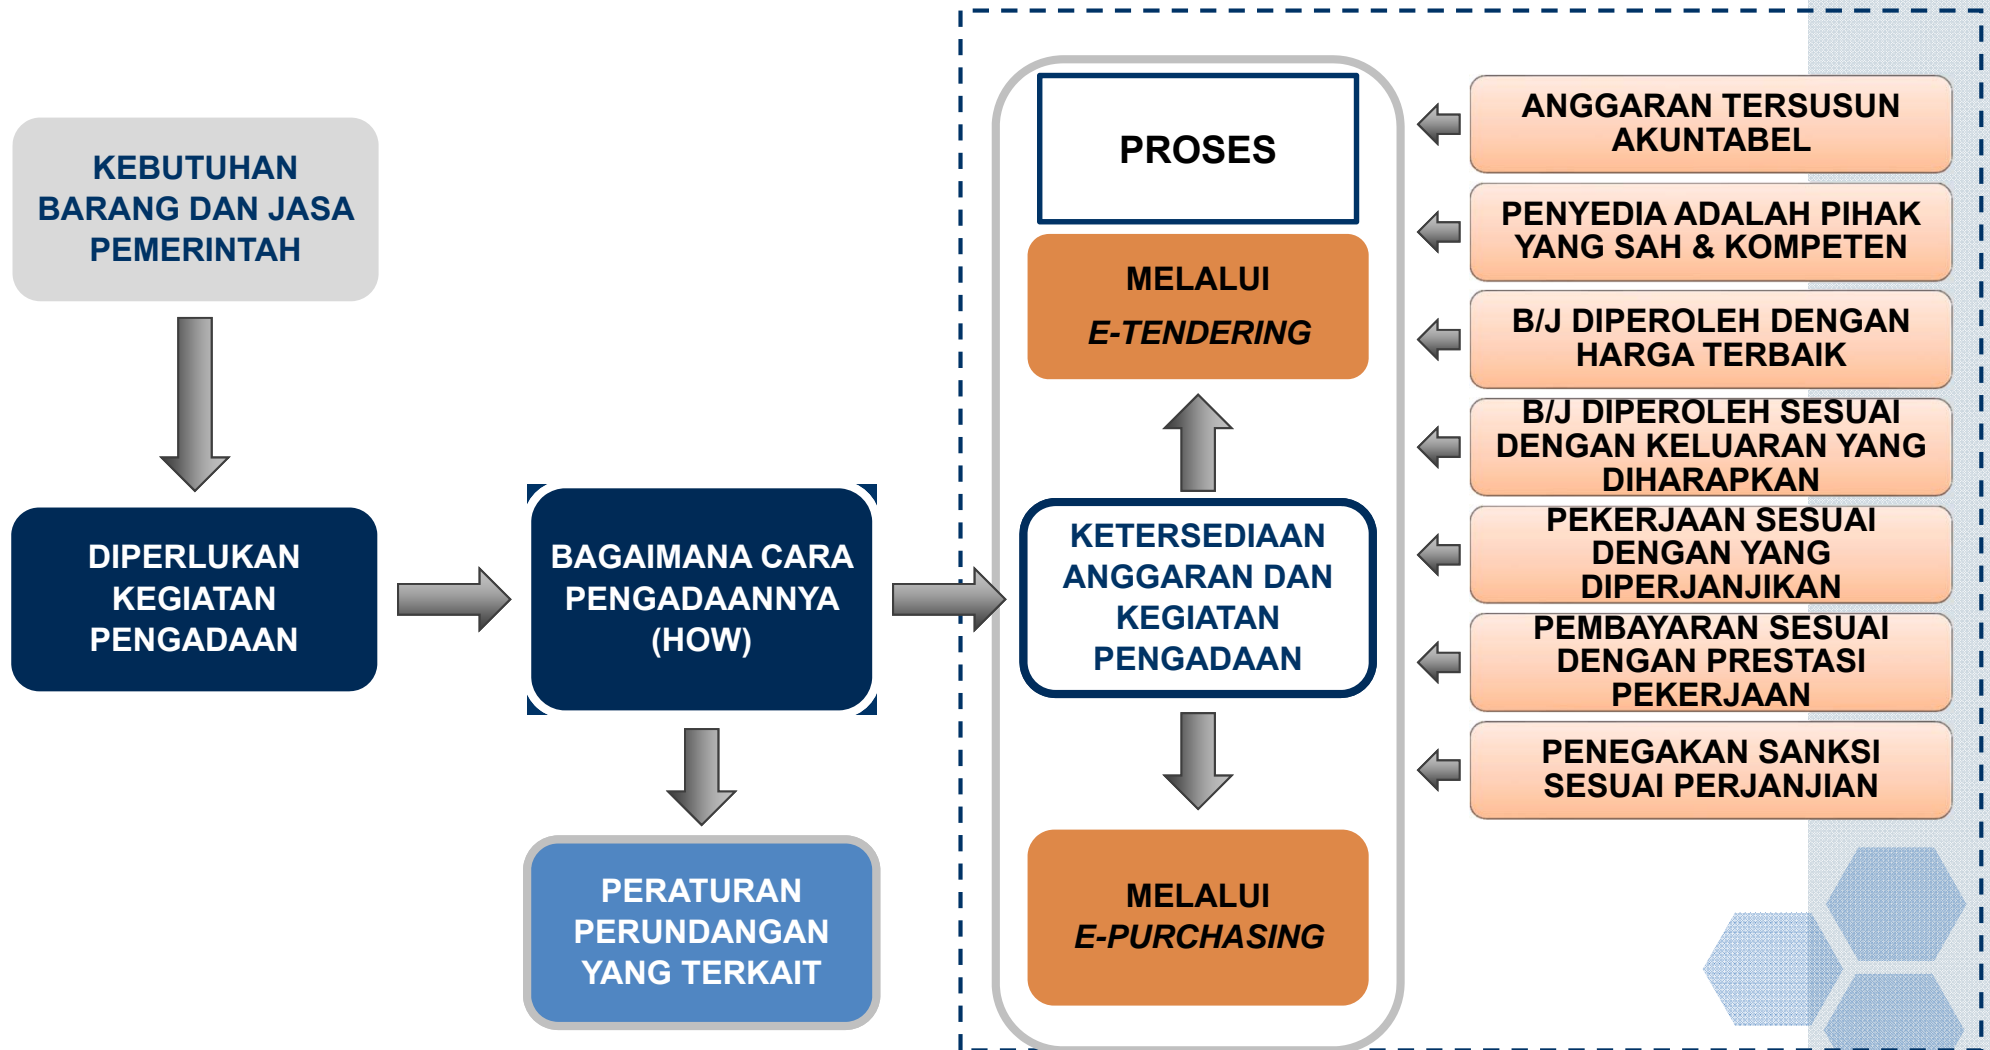 KEBUTUHAN
BARANG DAN JASA
PEMERINTAH
DIPERLUKAN
KEGIATAN
PENGADAAN
BAGAIMANA CARA
PENGADAANNYA
(HOW)
PERATURAN
PERUNDANGAN
YANG TERKAIT
PROSES
MELALUI
E-TENDERING
KETERSEDIAAN
ANGGARAN DAN
KEGIATAN
PENGADAAN
MELALUI
E-PURCHASING
ANGGARAN TERSUSUN
AKUNTABEL
PENYEDIA ADALAH PIHAK
YANG SAH & KOMPETEN
B/J DIPEROLEH DENGAN
HARGA TERBAIK
B/J DIPEROLEH SESUAI
DENGAN KELUARAN YANG
DIHARAPKAN
PEKERJAAN SESUAI
DENGAN YANG
DIPERJANJIKAN
PEMBAYARAN SESUAI
DENGAN PRESTASI
PEKERJAAN
PENEGAKAN SANKSI
SESUAI PERJANJIAN